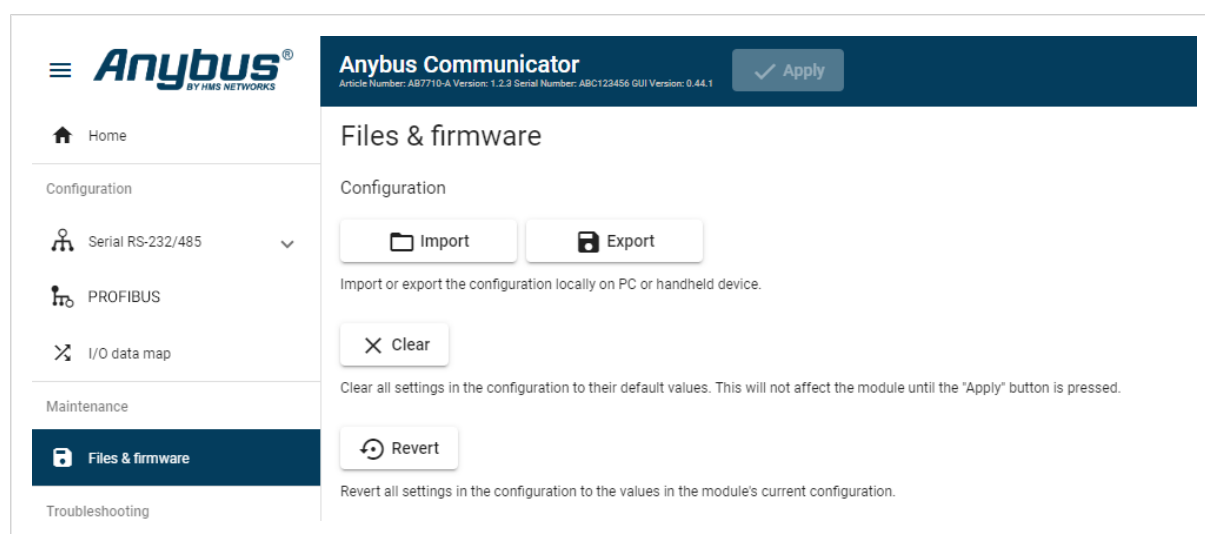 Anybus®
BY HMS NETWORKS
Anybus Communicator
Article Number: AB7710-A Version: 1.2.3 Serial Number: ABC123456 GUI Version: 0.44.1
Apply
Home
Configuration
Serial RS-232/485
PROFIBUS
I/O data map
Maintenance
Files & firmware
Troubleshooting
Files & firmware
Configuration
Import
Export
Import or export the configuration locally on PC or handheld device.
Clear
Clear all settings in the configuration to their default values. This will not affect the module until the "Apply" button is pressed.
Revert
Revert all settings in the configuration to the values in the module's current configuration.